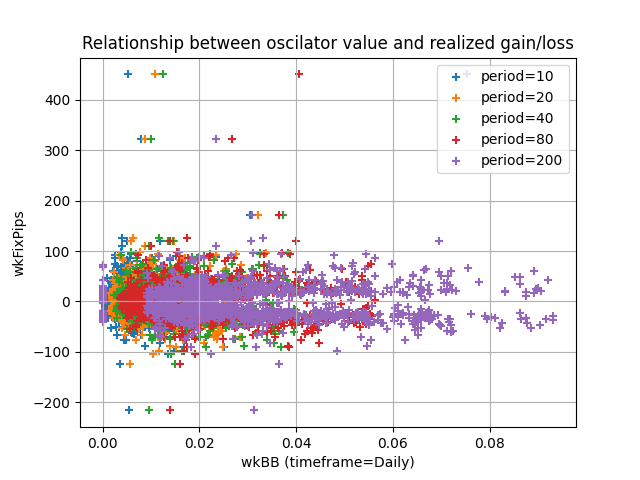 Relationship between oscilator value and realized gain/loss
period=10
period=20
period=40
period=80
period=200
400
300
200
100
0
−100
−200
wkFixPips
0.00
0.02
0.04
0.06
0.08
wkBB (timeframe=Daily)